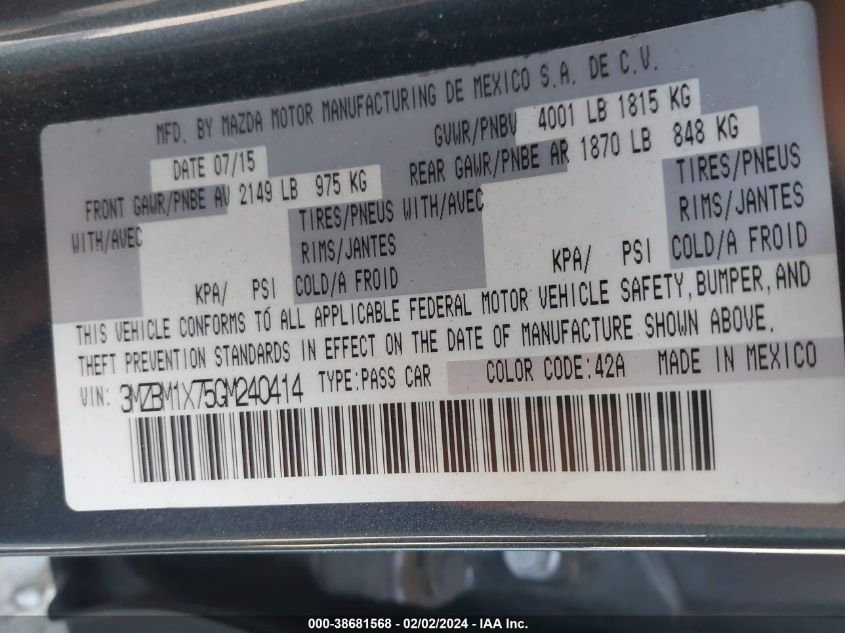 MFD. BY MAZDA MOTOR MANUFACTURING DE MEXICO S.A. DE C.V.
DATE 07/15 GVWR/PNBV 4001 LB 1815 KG
FRONT GAWR/PNBE AV 2149 LB 975 KG REAR GAWR/PNBE AR 1870 LB 848 KG
WITH/AVEC TIRES/PNEUS WITH/AVEC TIRES/PNEUS
RIMS/JANTES RIMS/JANTES
KPA/ PSI COLD/A FROID KPA/ PSI COLD/A FROID
THIS VEHICLE CONFORMS TO ALL APPLICABLE FEDERAL MOTOR VEHICLE SAFETY, BUMPER, AND
THEFT PREVENTION STANDARDS IN EFFECT ON THE DATE OF MANUFACTURE SHOWN ABOVE.
VIN: 3MZBM1X75GM240414 TYPE:PASS CAR COLOR CODE:42A MADE IN MEXICO
000-38681568 — 02/02/2024 — IAA Inc.